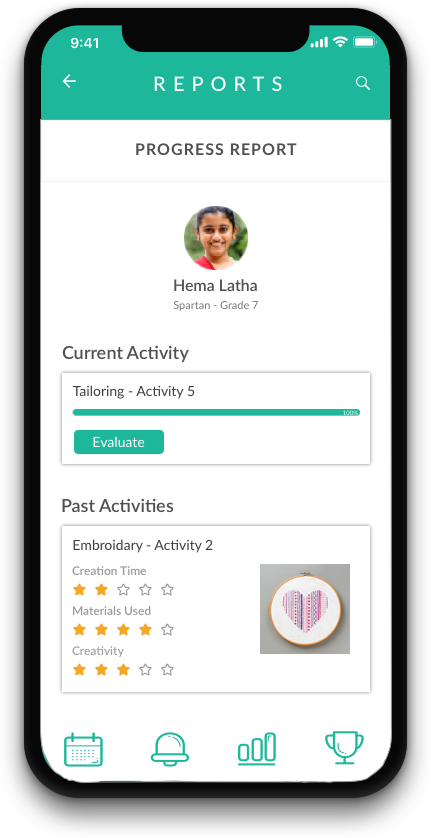 9:41
REPORTS
PROGRESS REPORT
Hema Latha
Spartan - Grade 7
Current Activity
Tailoring - Activity 5
100%
Evaluate
Past Activities
Embroidary - Activity 2
Creation Time
Materials Used
Creativity